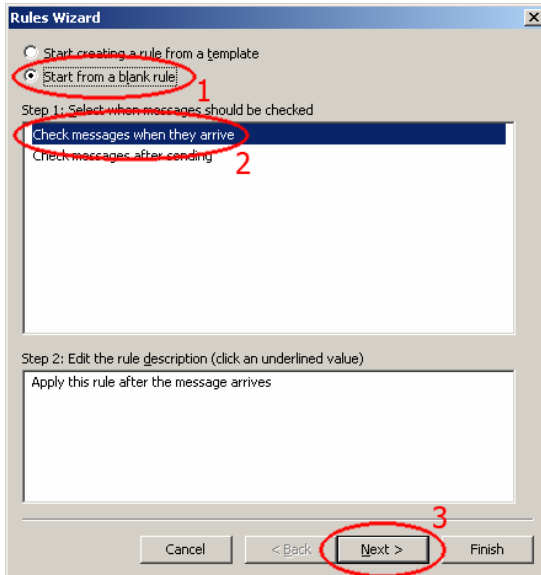 Rules Wizard
Start creating a rule from a template
Start from a blank rule
1
Step 1: Select when messages should be checked
Check messages when they arrive
Check messages after sending
2
Step 2: Edit the rule description (click an underlined value)
Apply this rule after the message arrives
3
Cancel < Back Next > Finish